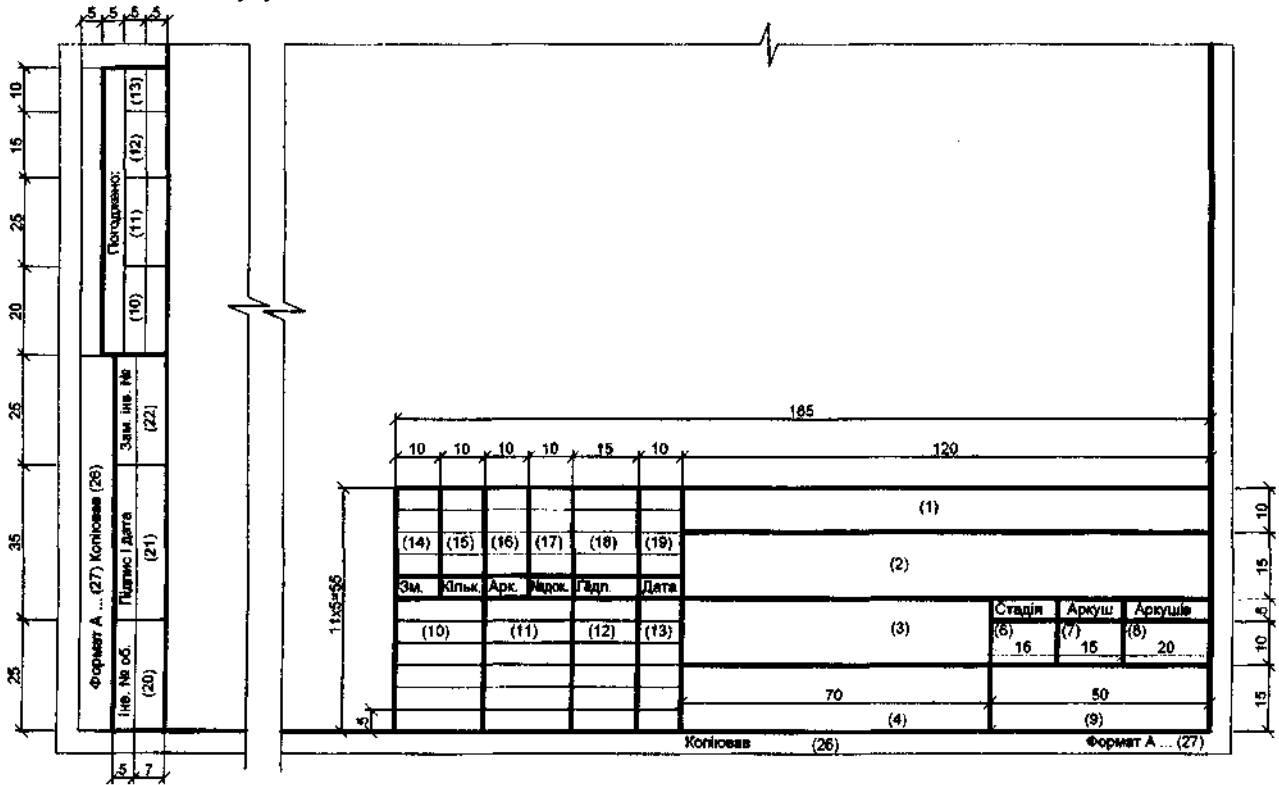 5 5 5 5
10
15
25
20
25
35
25
(13)
(12)
(11)
(10)
Погоджено:
Зам. інв. №
(22)
Підпис і дата
(21)
Інв. № об.
(20)
Формат А ... (27) Копіював (26)
5 7
185
10 10 10 10 15 10 120
11x5=55
5
(1)
10
(14) (15) (16) (17) (18) (19)
(2)
15
Зм. Кільк. Арк. №док. Підп. Дата
Стадія Аркуш Аркушів
5
(10) (11) (12) (13)
(3)
(6) (7) (8)
16 15 20
10
70 50
15
(4) (9)
Копіював (26) Формат А ... (27)